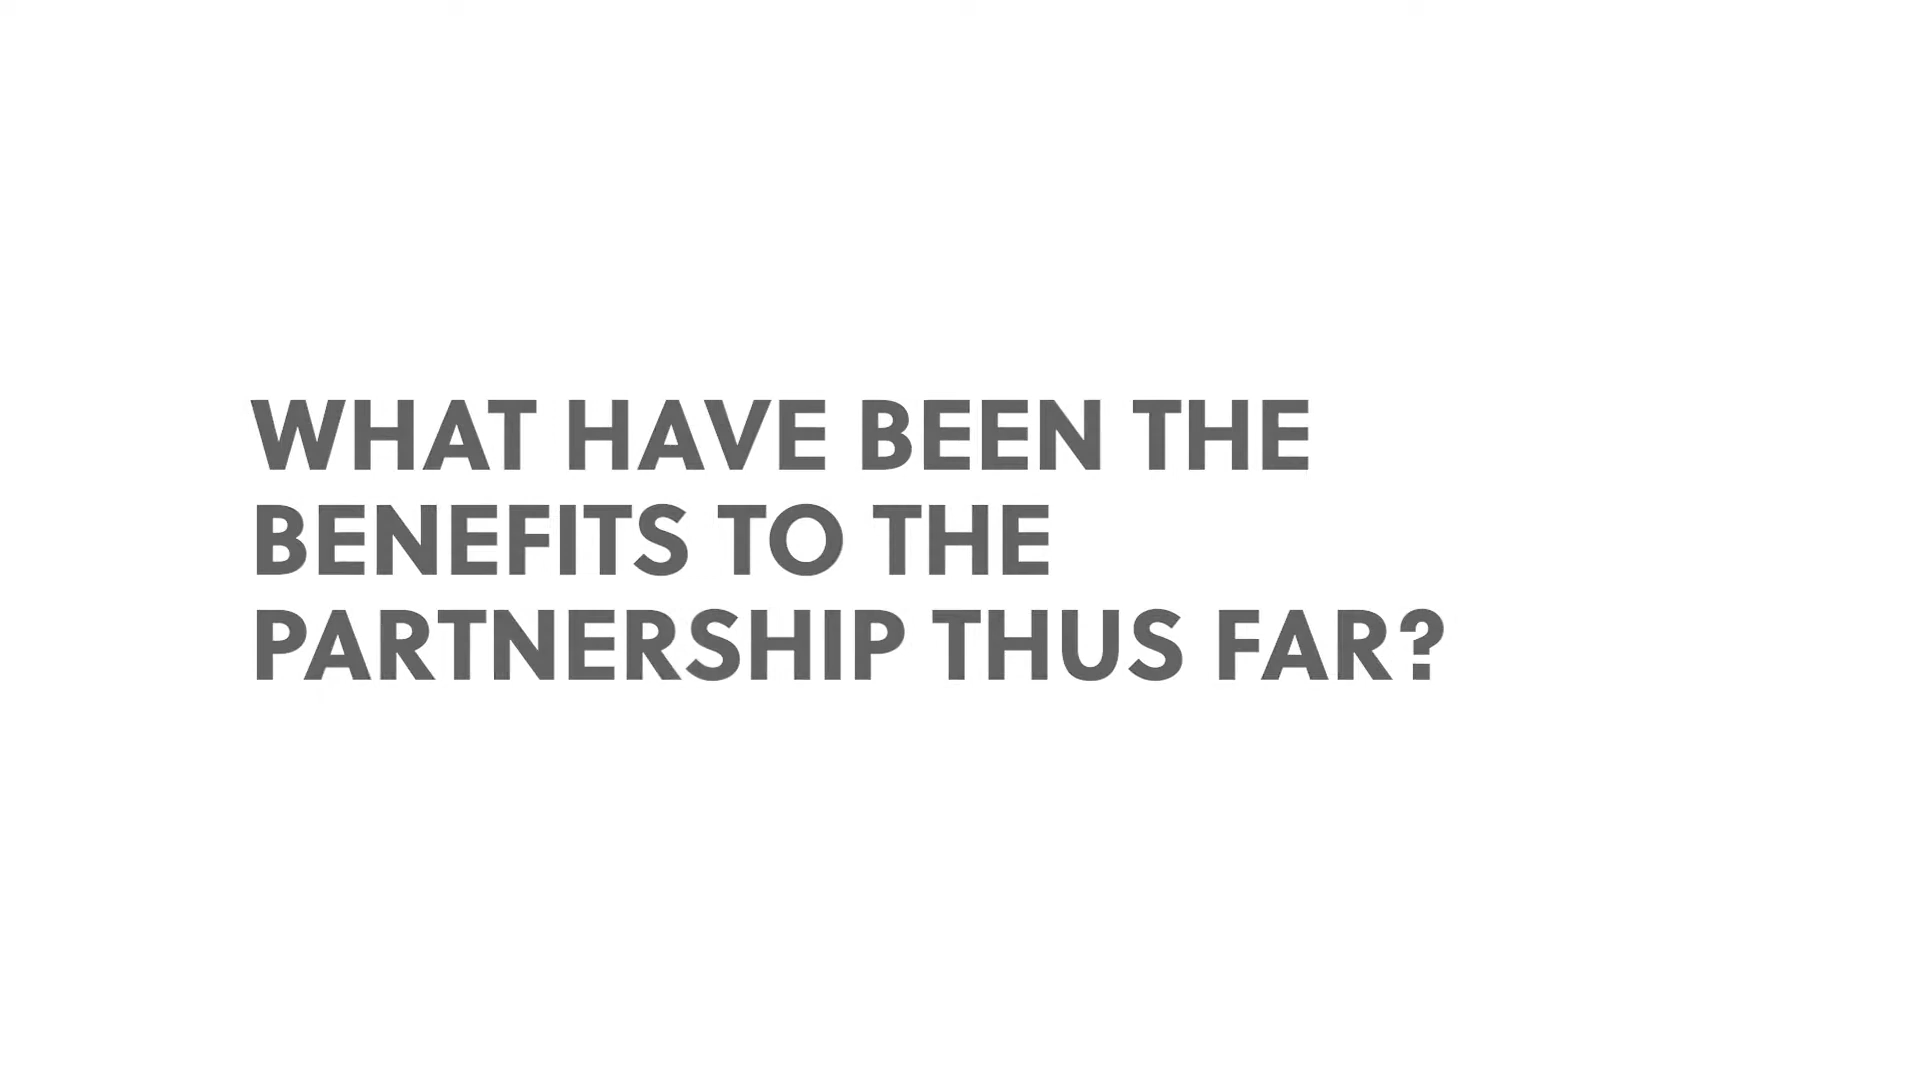 WHAT HAVE BEEN THE
BENEFITS TO THE
PARTNERSHIP THUS FAR?